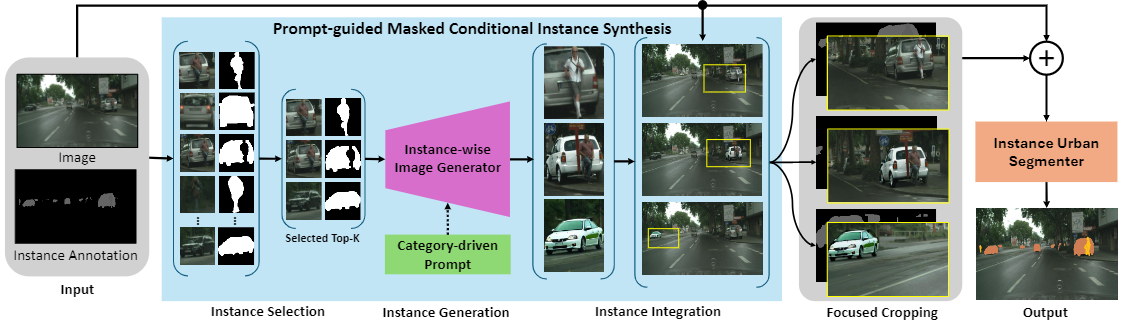 Prompt-guided Masked Conditional Instance Synthesis
Image
Instance Annotation
Input
Selected Top-K
Instance-wise
Image Generator
Category-driven
Prompt
Instance Urban
Segmenter
Instance Selection
Instance Generation
Instance Integration
Focused Cropping
Output